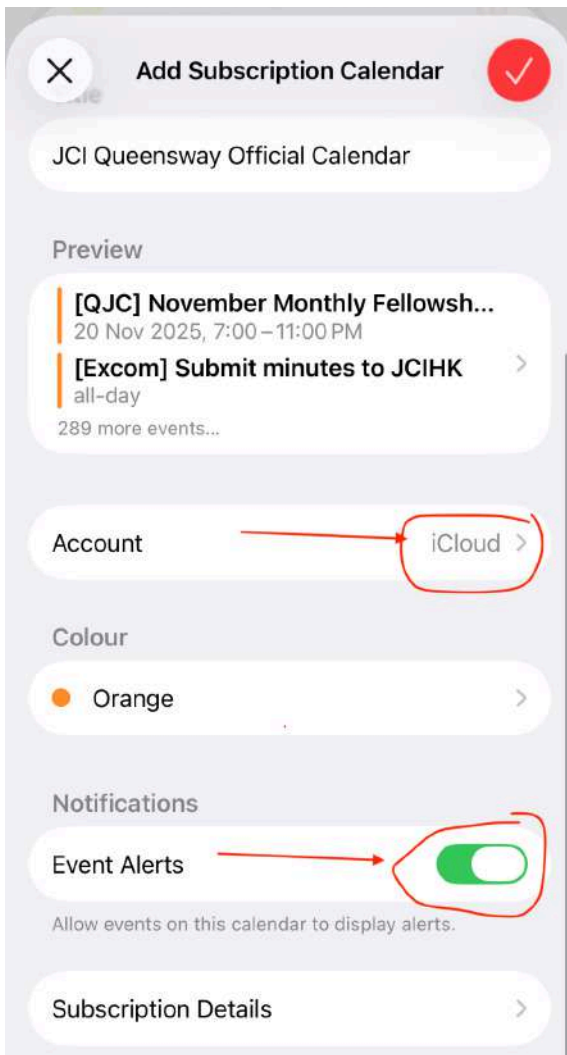 Add Subscription Calendar
JCI Queensway Official Calendar
Preview
[QJC] November Monthly Fellowsh...
20 Nov 2025, 7:00–11:00 PM
[Excom] Submit minutes to JCIHK
all-day
289 more events...
Account iCloud
Colour
Orange
Notifications
Event Alerts
Allow events on this calendar to display alerts.
Subscription Details